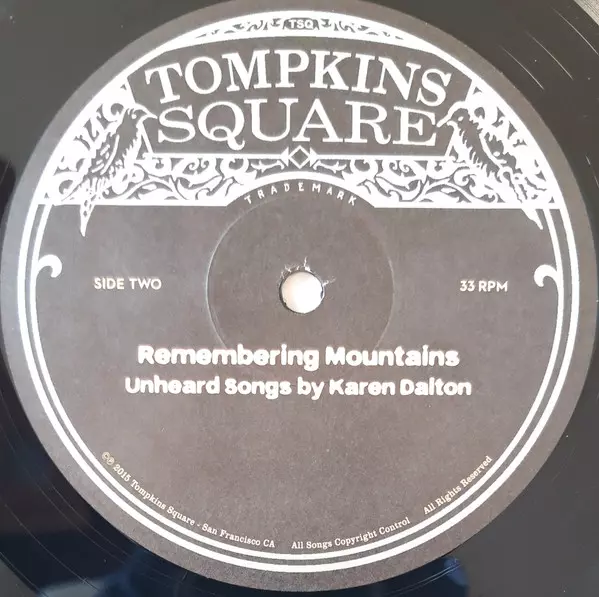 TSQ
TOMPKINS
SQUARE
TRADEMARK
SIDE TWO
33 RPM
Remembering Mountains
Unheard Songs by Karen Dalton
©℗ 2015 Tompkins Square - San Francisco CA All Songs Copyright Control All Rights Reserved